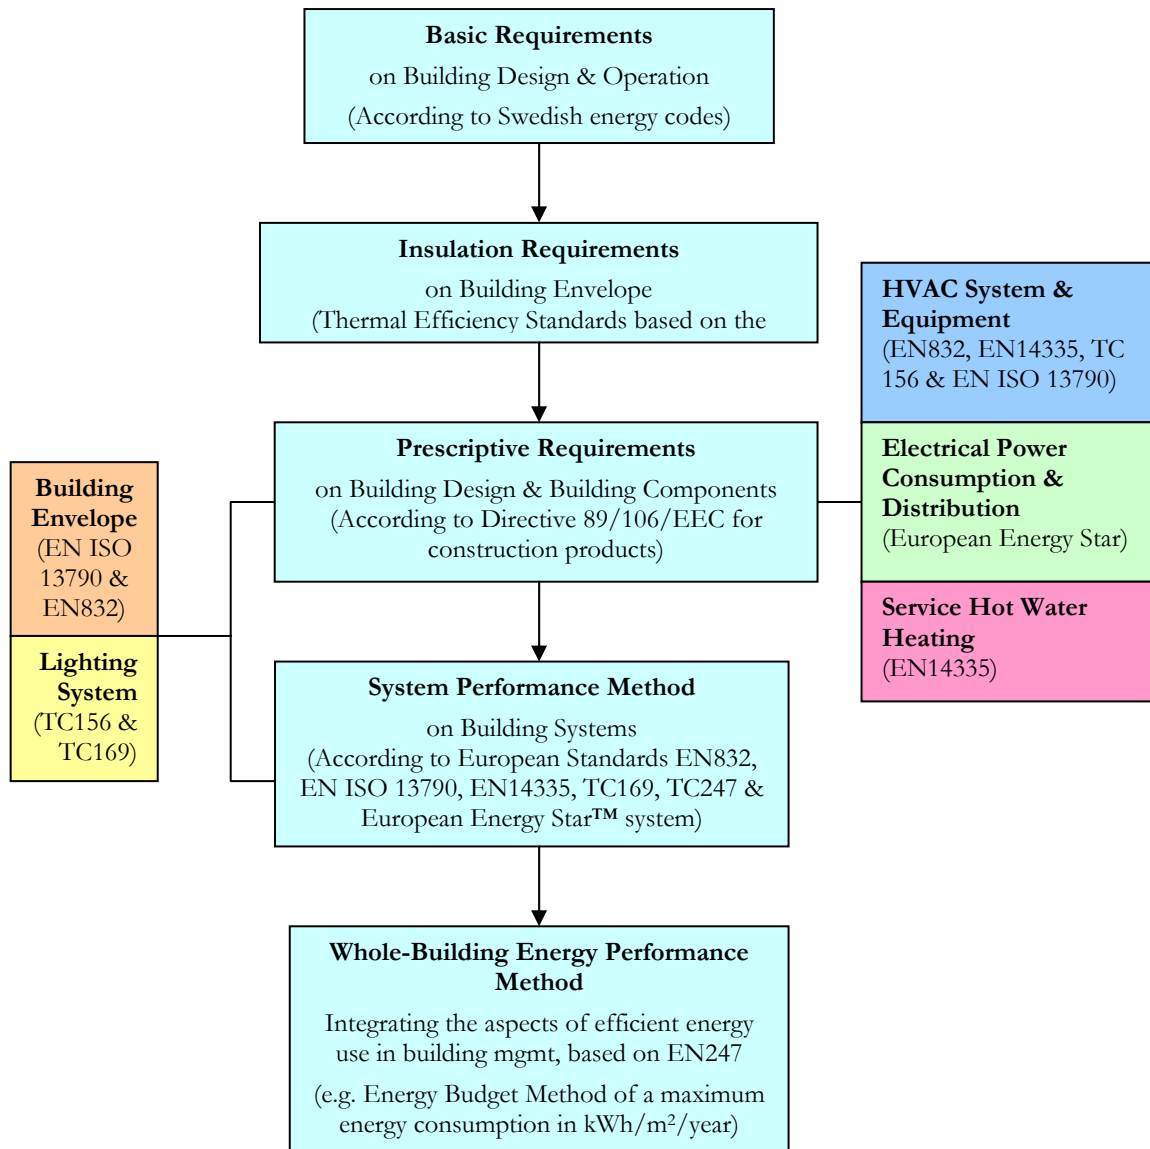 Basic Requirements
on Building Design & Operation
(According to Swedish energy codes)
Insulation Requirements
on Building Envelope
(Thermal Efficiency Standards based on the
HVAC System &
Equipment
(EN832, EN14335, TC
156 & EN ISO 13790)
Prescriptive Requirements
on Building Design & Building Components
(According to Directive 89/106/EEC for
construction products)
Electrical Power
Consumption &
Distribution
(European Energy Star)
Building
Envelope
(EN ISO
13790 &
EN832)
Service Hot Water
Heating
(EN14335)
Lighting
System
(TC156 &
TC169)
System Performance Method
on Building Systems
(According to European Standards EN832,
EN ISO 13790, EN14335, TC169, TC247 &
European Energy Star™ system)
Whole-Building Energy Performance
Method
Integrating the aspects of efficient energy
use in building mgmt, based on EN247
(e.g. Energy Budget Method of a maximum
energy consumption in kWh/m²/year)